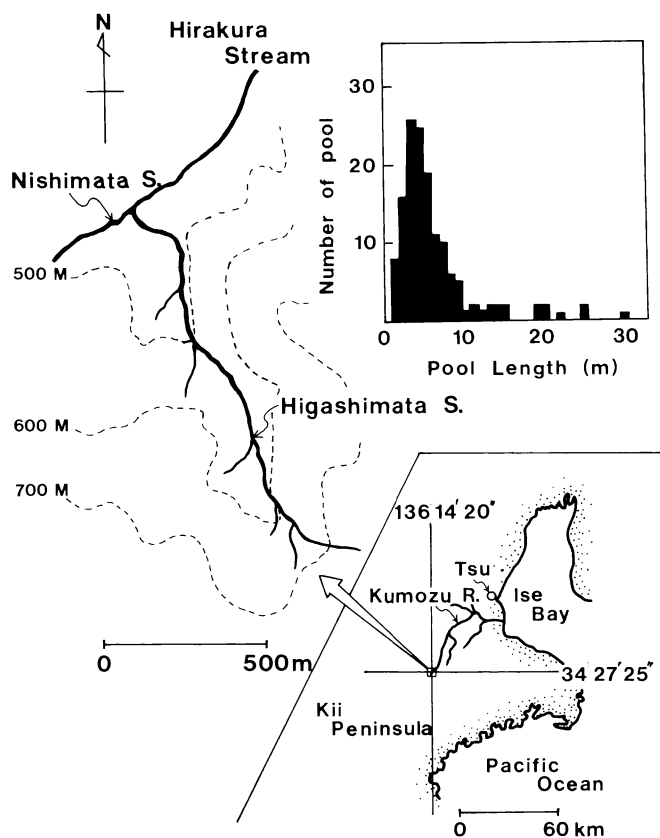 N
Hirakura
Stream
Nishimata S.
500 M
600 M
700 M
Higashimata S.
0 500m
30
20
10
Number of pool
0 10 20 30
Pool Length (m)
136 14′ 20″
Tsu
Kumozu R.
Ise
Bay
34 27′ 25″
Kii
Peninsula
Pacific
Ocean
0 60 km